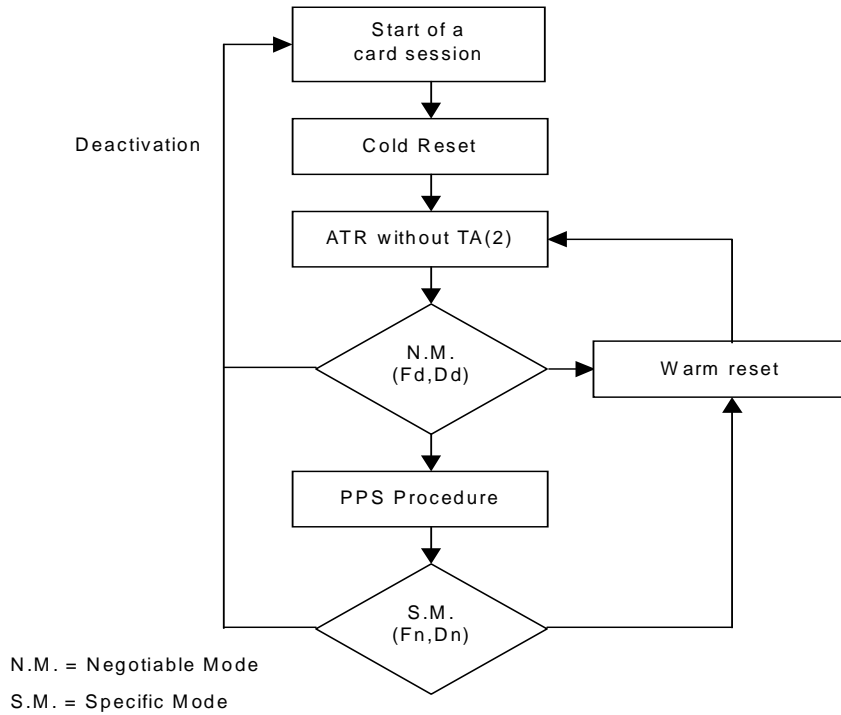 Start of a
card session
Deactivation
Cold Reset
ATR without TA(2)
N.M.
(Fd,Dd)
Warm reset
PPS Procedure
S.M.
(Fn,Dn)
N.M. = Negotiable Mode
S.M. = Specific Mode